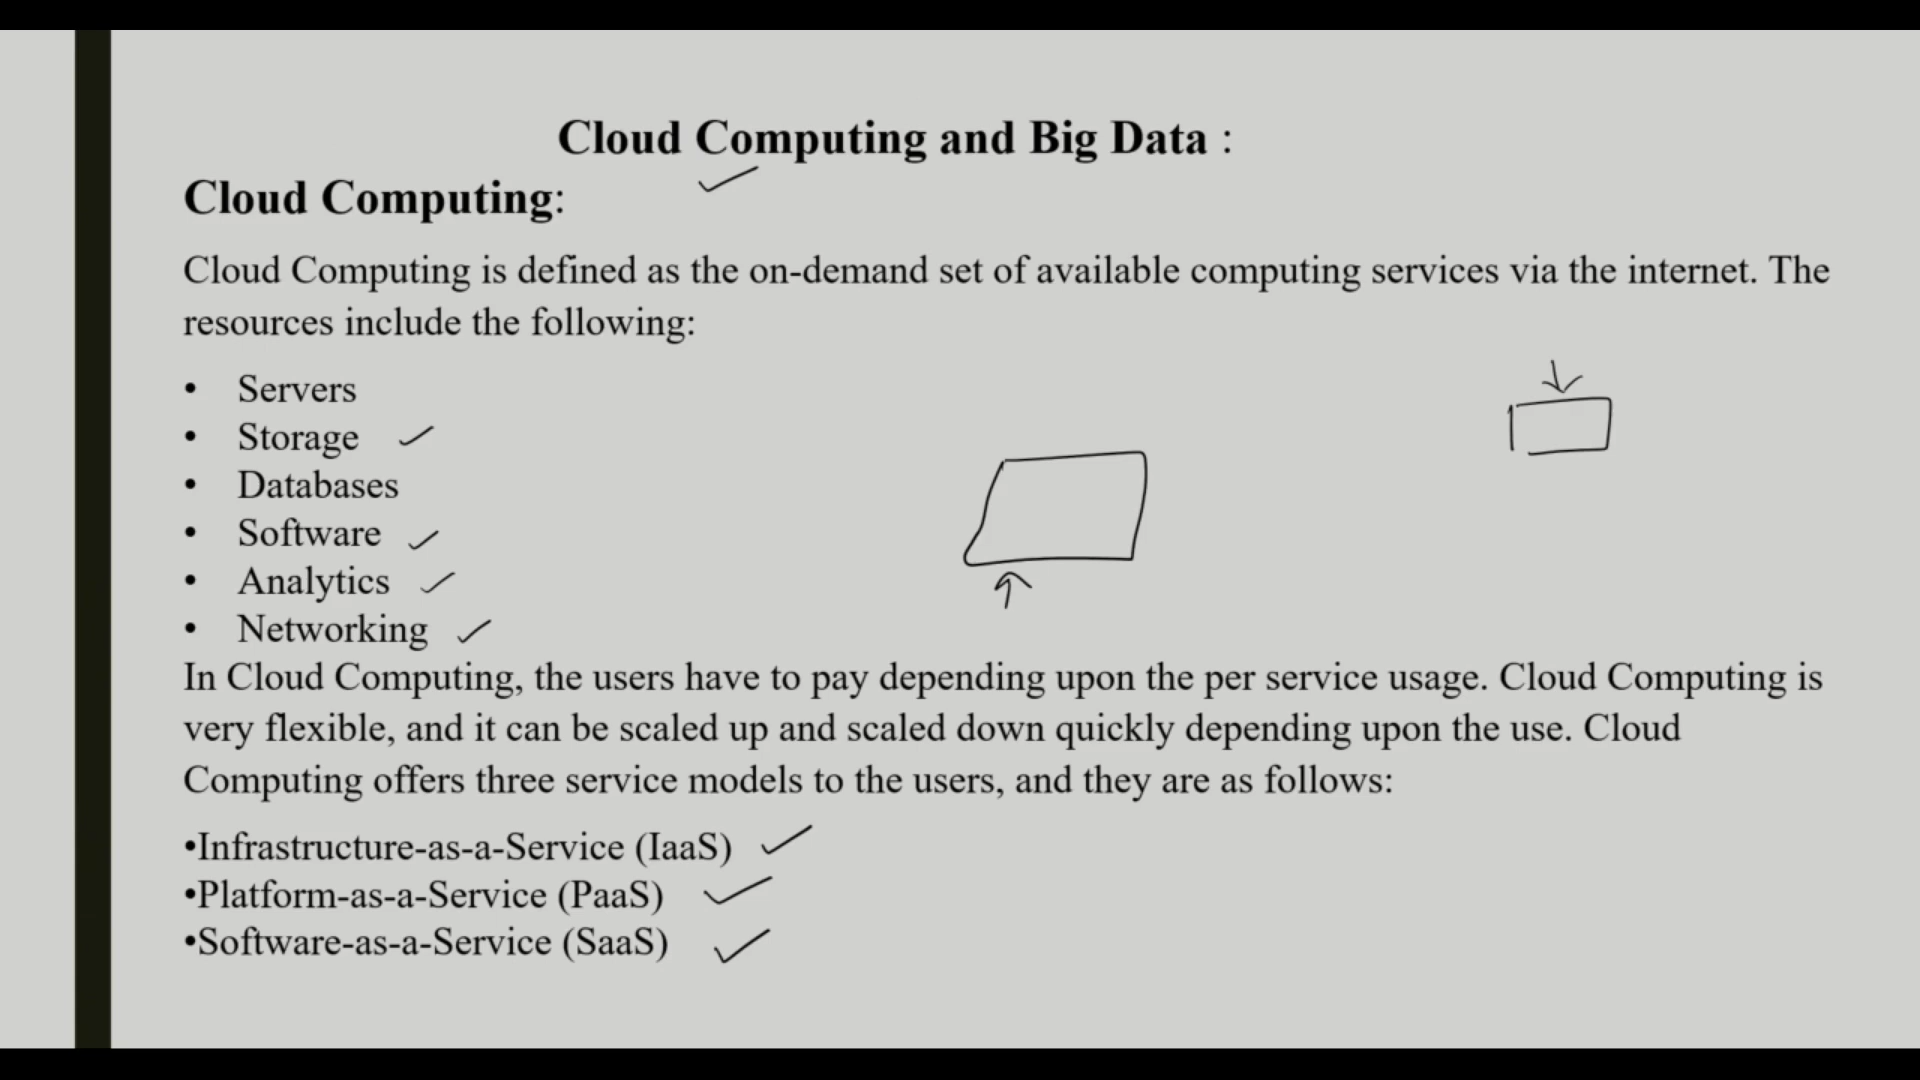 Cloud Computing and Big Data :
Cloud Computing:
Cloud Computing is defined as the on-demand set of available computing services via the internet. The
resources include the following:
• Servers
• Storage
• Databases
• Software
• Analytics
• Networking
In Cloud Computing, the users have to pay depending upon the per service usage. Cloud Computing is
very flexible, and it can be scaled up and scaled down quickly depending upon the use. Cloud
Computing offers three service models to the users, and they are as follows:
•Infrastructure-as-a-Service (IaaS)
•Platform-as-a-Service (PaaS)
•Software-as-a-Service (SaaS)